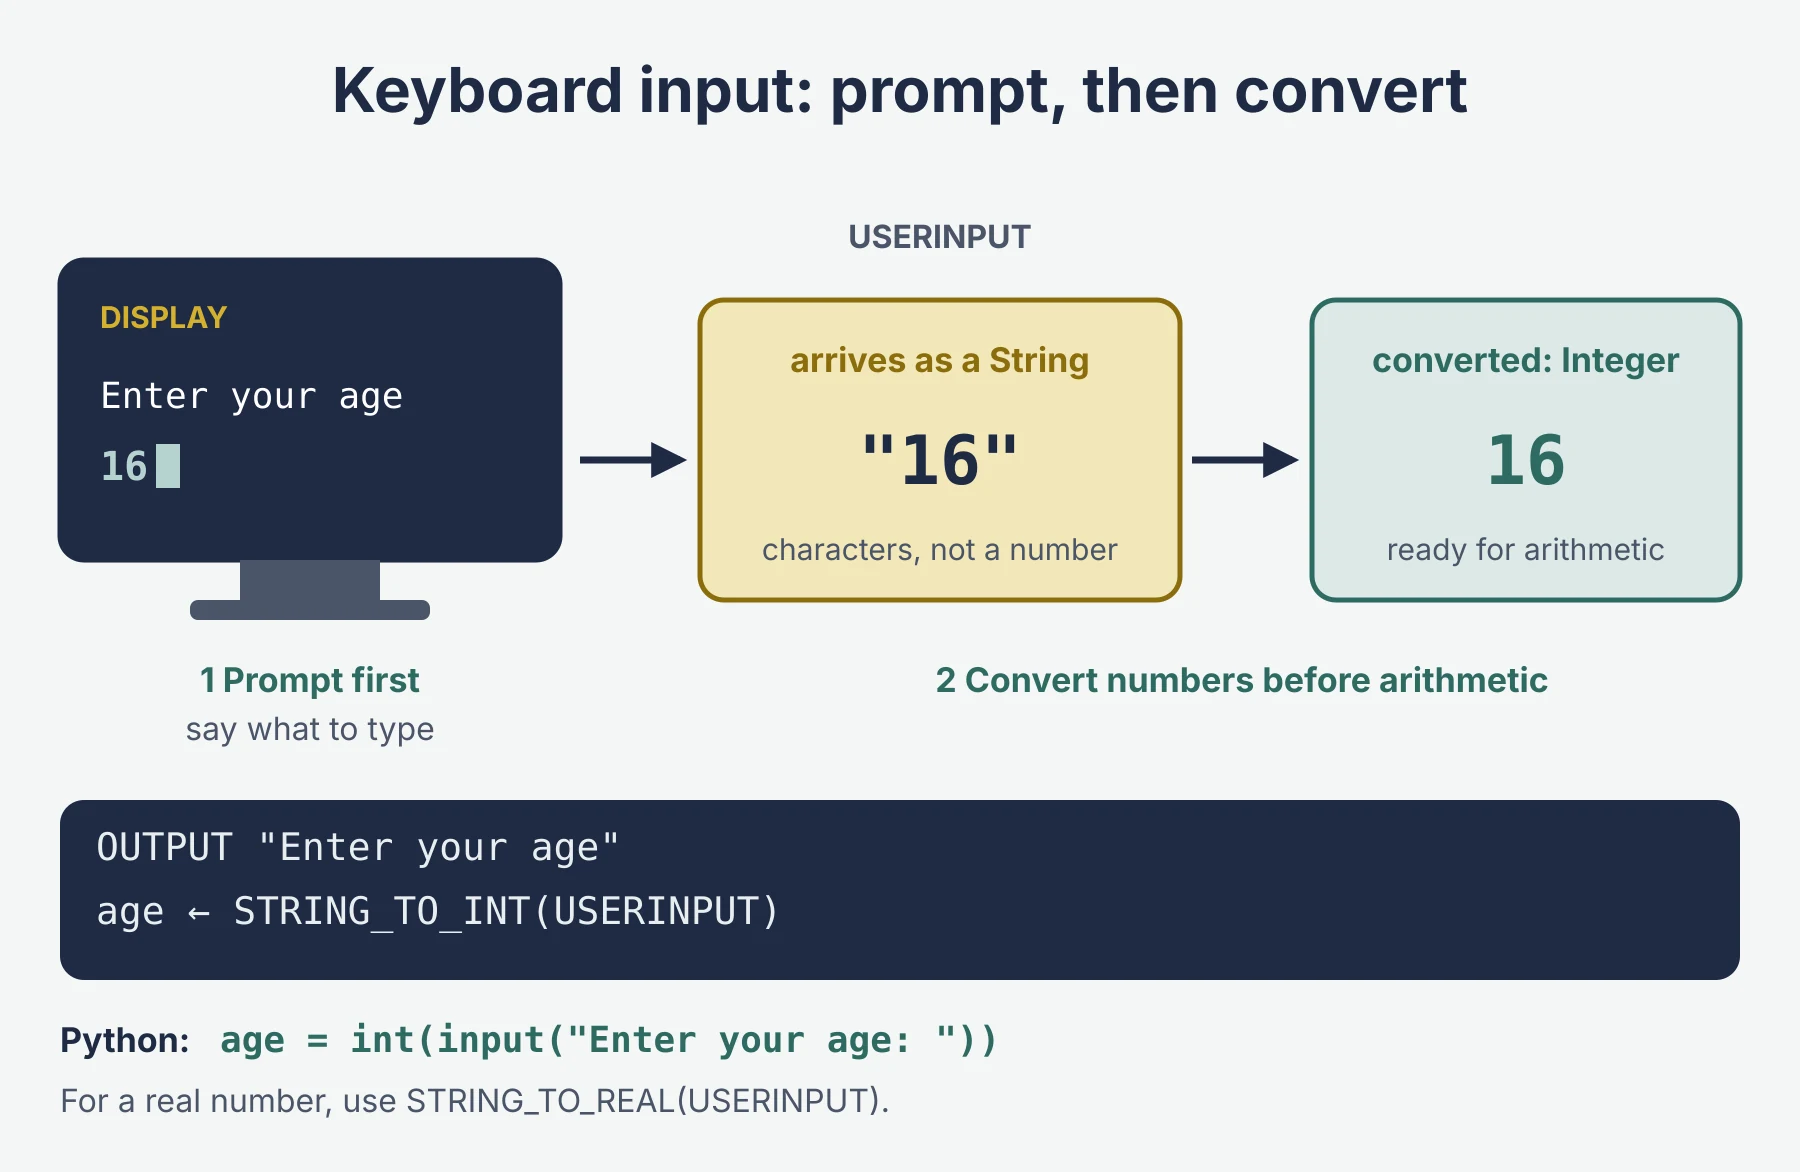 Keyboard input: prompt, then convert
USERINPUT
DISPLAY
Enter your age
16
arrives as a String
"16"
characters, not a number
converted: Integer
16
ready for arithmetic
1 Prompt first
say what to type
2 Convert numbers before arithmetic
OUTPUT "Enter your age"
age ← STRING_TO_INT(USERINPUT)
Python: age = int(input("Enter your age: "))
For a real number, use STRING_TO_REAL(USERINPUT).